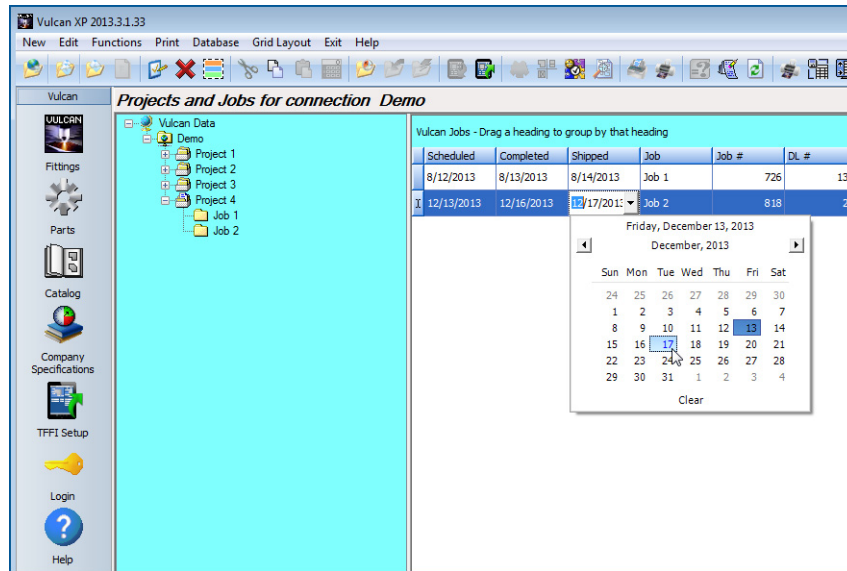 Vulcan XP 2013.3.1.33
New Edit Functions Print Database Grid Layout Exit Help
Vulcan
Projects and Jobs for connection Demo
VULCAN
Fittings
Parts
Catalog
Company
Specifications
TFFI Setup
Login
Help
Vulcan Data
Demo
Project 1
Project 2
Project 3
Project 4
Job 1
Job 2
Vulcan Jobs - Drag a heading to group by that heading
Scheduled Completed Shipped Job Job # DL #
8/12/2013 8/13/2013 8/14/2013 Job 1 726 13
12/13/2013 12/16/2013 12/17/2013 Job 2 818 2
Friday, December 13, 2013
December, 2013
Sun Mon Tue Wed Thu Fri Sat
24 25 26 27 28 29 30
1 2 3 4 5 6 7
8 9 10 11 12 13 14
15 16 17 18 19 20 21
22 23 24 25 26 27 28
29 30 31 1 2 3 4
Clear